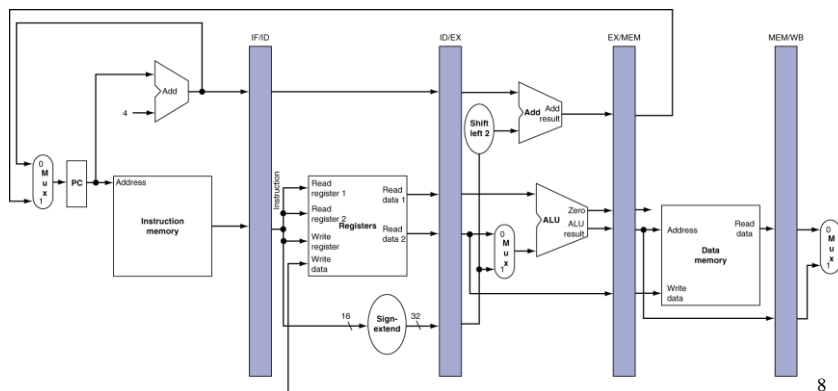 IF/ID
ID/EX
EX/MEM
MEM/WB
Add
4
0
M
u
x
1
PC
Address
Instruction
memory
Instruction
Read
register 1
Read
register 2
Write
register
Write
data
Registers
Read
data 1
Read
data 2
16
Sign-
extend
32
Shift
left 2
Add
Add
result
0
M
u
x
1
ALU
Zero
ALU
result
Address
Data
memory
Read
data
Write
data
0
M
u
x
1
8